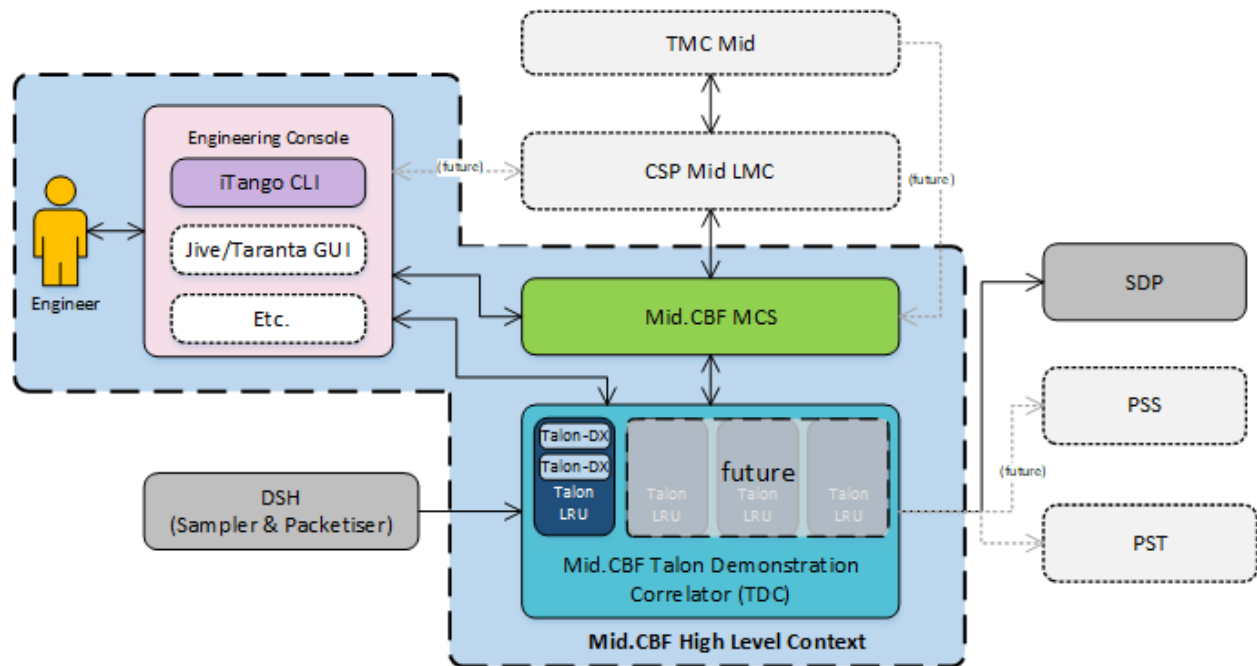 TMC Mid
Engineering Console
iTango CLI
(future)
CSP Mid LMC
(future)
Jive/Taranta GUI
Engineer
Etc.
Mid.CBF MCS
SDP
Talon-DX
Talon-DX
Talon
LRU
future
Talon
LRU
Talon
LRU
Talon
LRU
PSS
(future)
DSH
(Sampler & Packetiser)
PST
Mid.CBF Talon Demonstration
Correlator (TDC)
Mid.CBF High Level Context